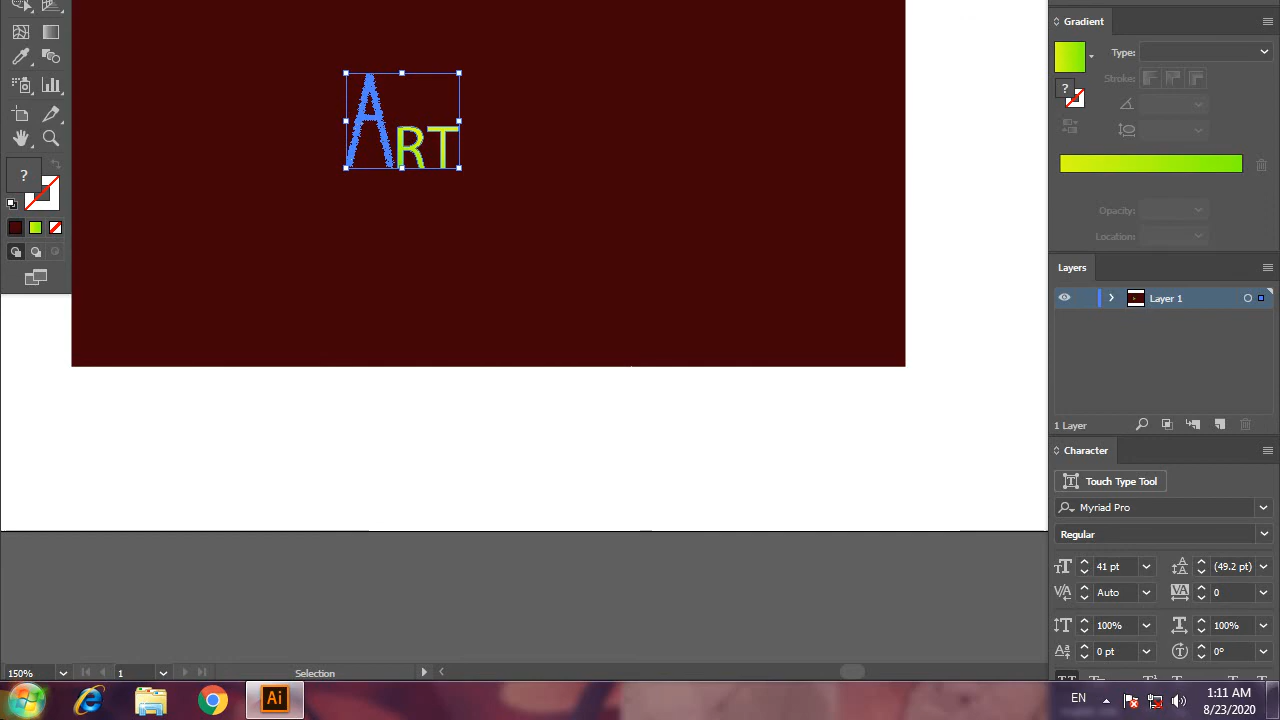 Gradient
Type:
ART
Stroke:
?
?
Opacity:
Location:
Layers
Layer 1
1 Layer
Character
Touch Type Tool
Myriad Pro
Regular
41 pt
(49.2 pt)
Auto
0
100%
100%
0 pt
0°
150%
1
Selection
Ai
EN
1:11 AM
8/23/2020